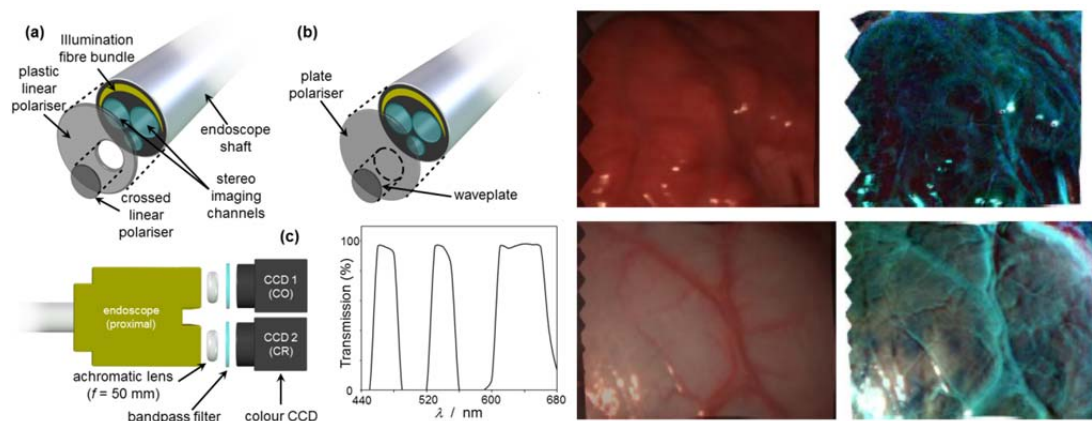 (a)
Illumination
fibre bundle
plastic
linear
polariser
endoscope
shaft
stereo
imaging
channels
crossed
linear
polariser
(b)
plate
polariser
waveplate
(c)
endoscope
(proximal)
CCD 1
(CO)
CCD 2
(CR)
achromatic lens
(f = 50 mm)
bandpass filter
colour CCD
Transmission (%)
100
0
440
520
600
680
λ / nm